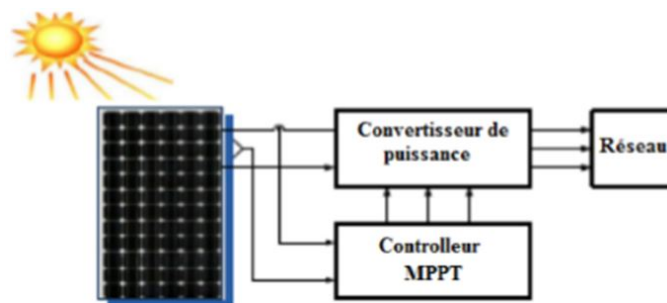 Convertisseur de
puissance
Réseau
Controlleur
MPPT